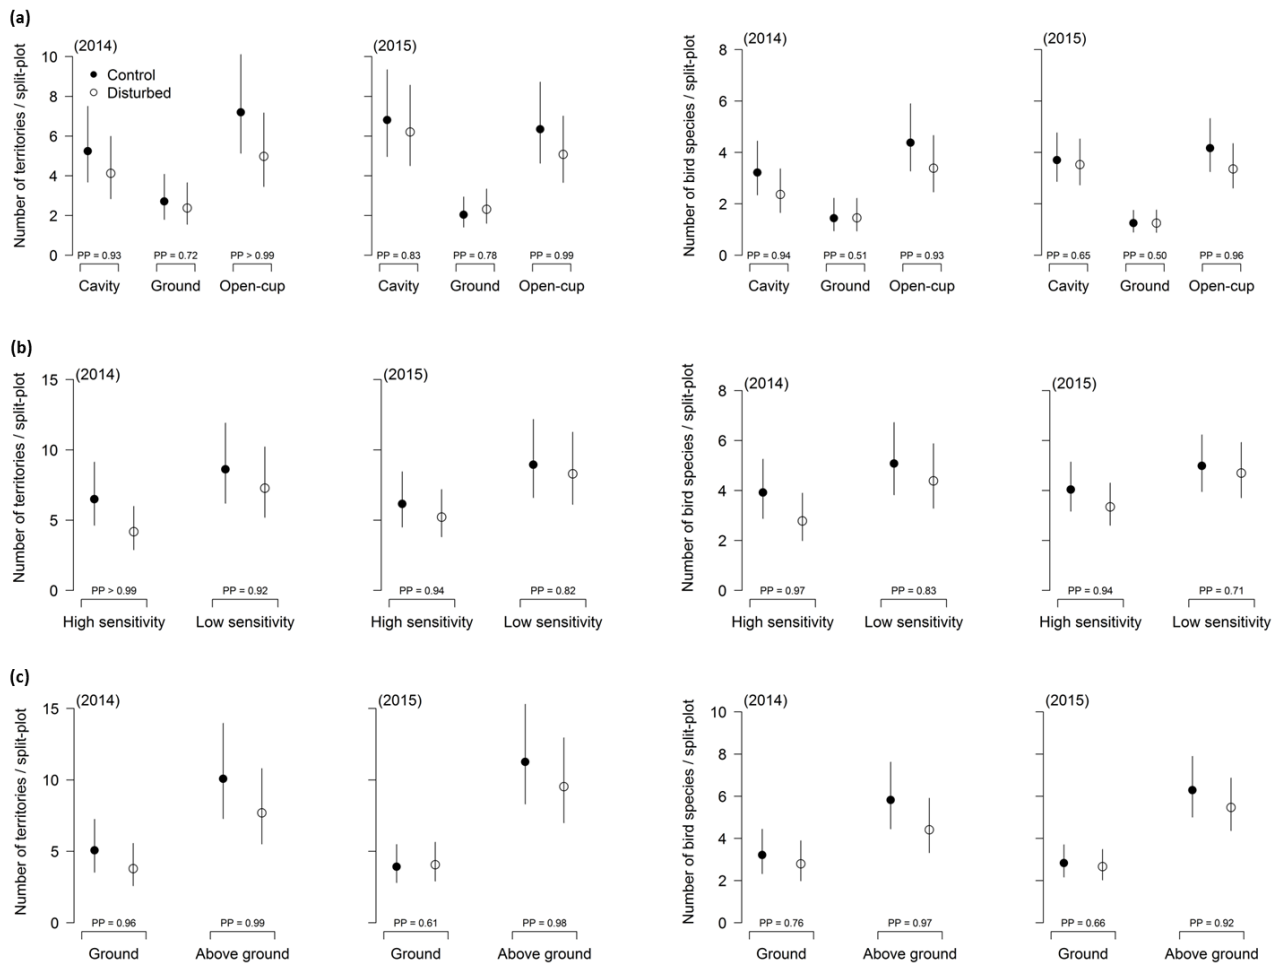 (a)
(2014)
(2015)
(2014)
(2015)
Number of territories / split-plot
10
8
6
4
2
0
Control
Disturbed
PP = 0.93
PP = 0.72
PP > 0.99
Cavity
Ground
Open-cup
PP = 0.83
PP = 0.78
PP = 0.99
Cavity
Ground
Open-cup
Number of bird species / split-plot
8
6
4
2
0
PP = 0.94
PP = 0.51
PP = 0.93
Cavity
Ground
Open-cup
PP = 0.65
PP = 0.50
PP = 0.96
Cavity
Ground
Open-cup
(b)
(2014)
(2015)
(2014)
(2015)
Number of territories / split-plot
15
10
5
0
PP > 0.99
PP = 0.92
High sensitivity
Low sensitivity
PP = 0.94
PP = 0.82
High sensitivity
Low sensitivity
Number of bird species / split-plot
8
6
4
2
0
PP = 0.97
PP = 0.83
High sensitivity
Low sensitivity
PP = 0.94
PP = 0.71
High sensitivity
Low sensitivity
(c)
(2014)
(2015)
(2014)
(2015)
Number of territories / split-plot
15
10
5
0
PP = 0.96
PP = 0.99
Ground
Above ground
PP = 0.61
PP = 0.98
Ground
Above ground
Number of bird species / split-plot
10
8
6
4
2
0
PP = 0.76
PP = 0.97
Ground
Above ground
PP = 0.66
PP = 0.92
Ground
Above ground